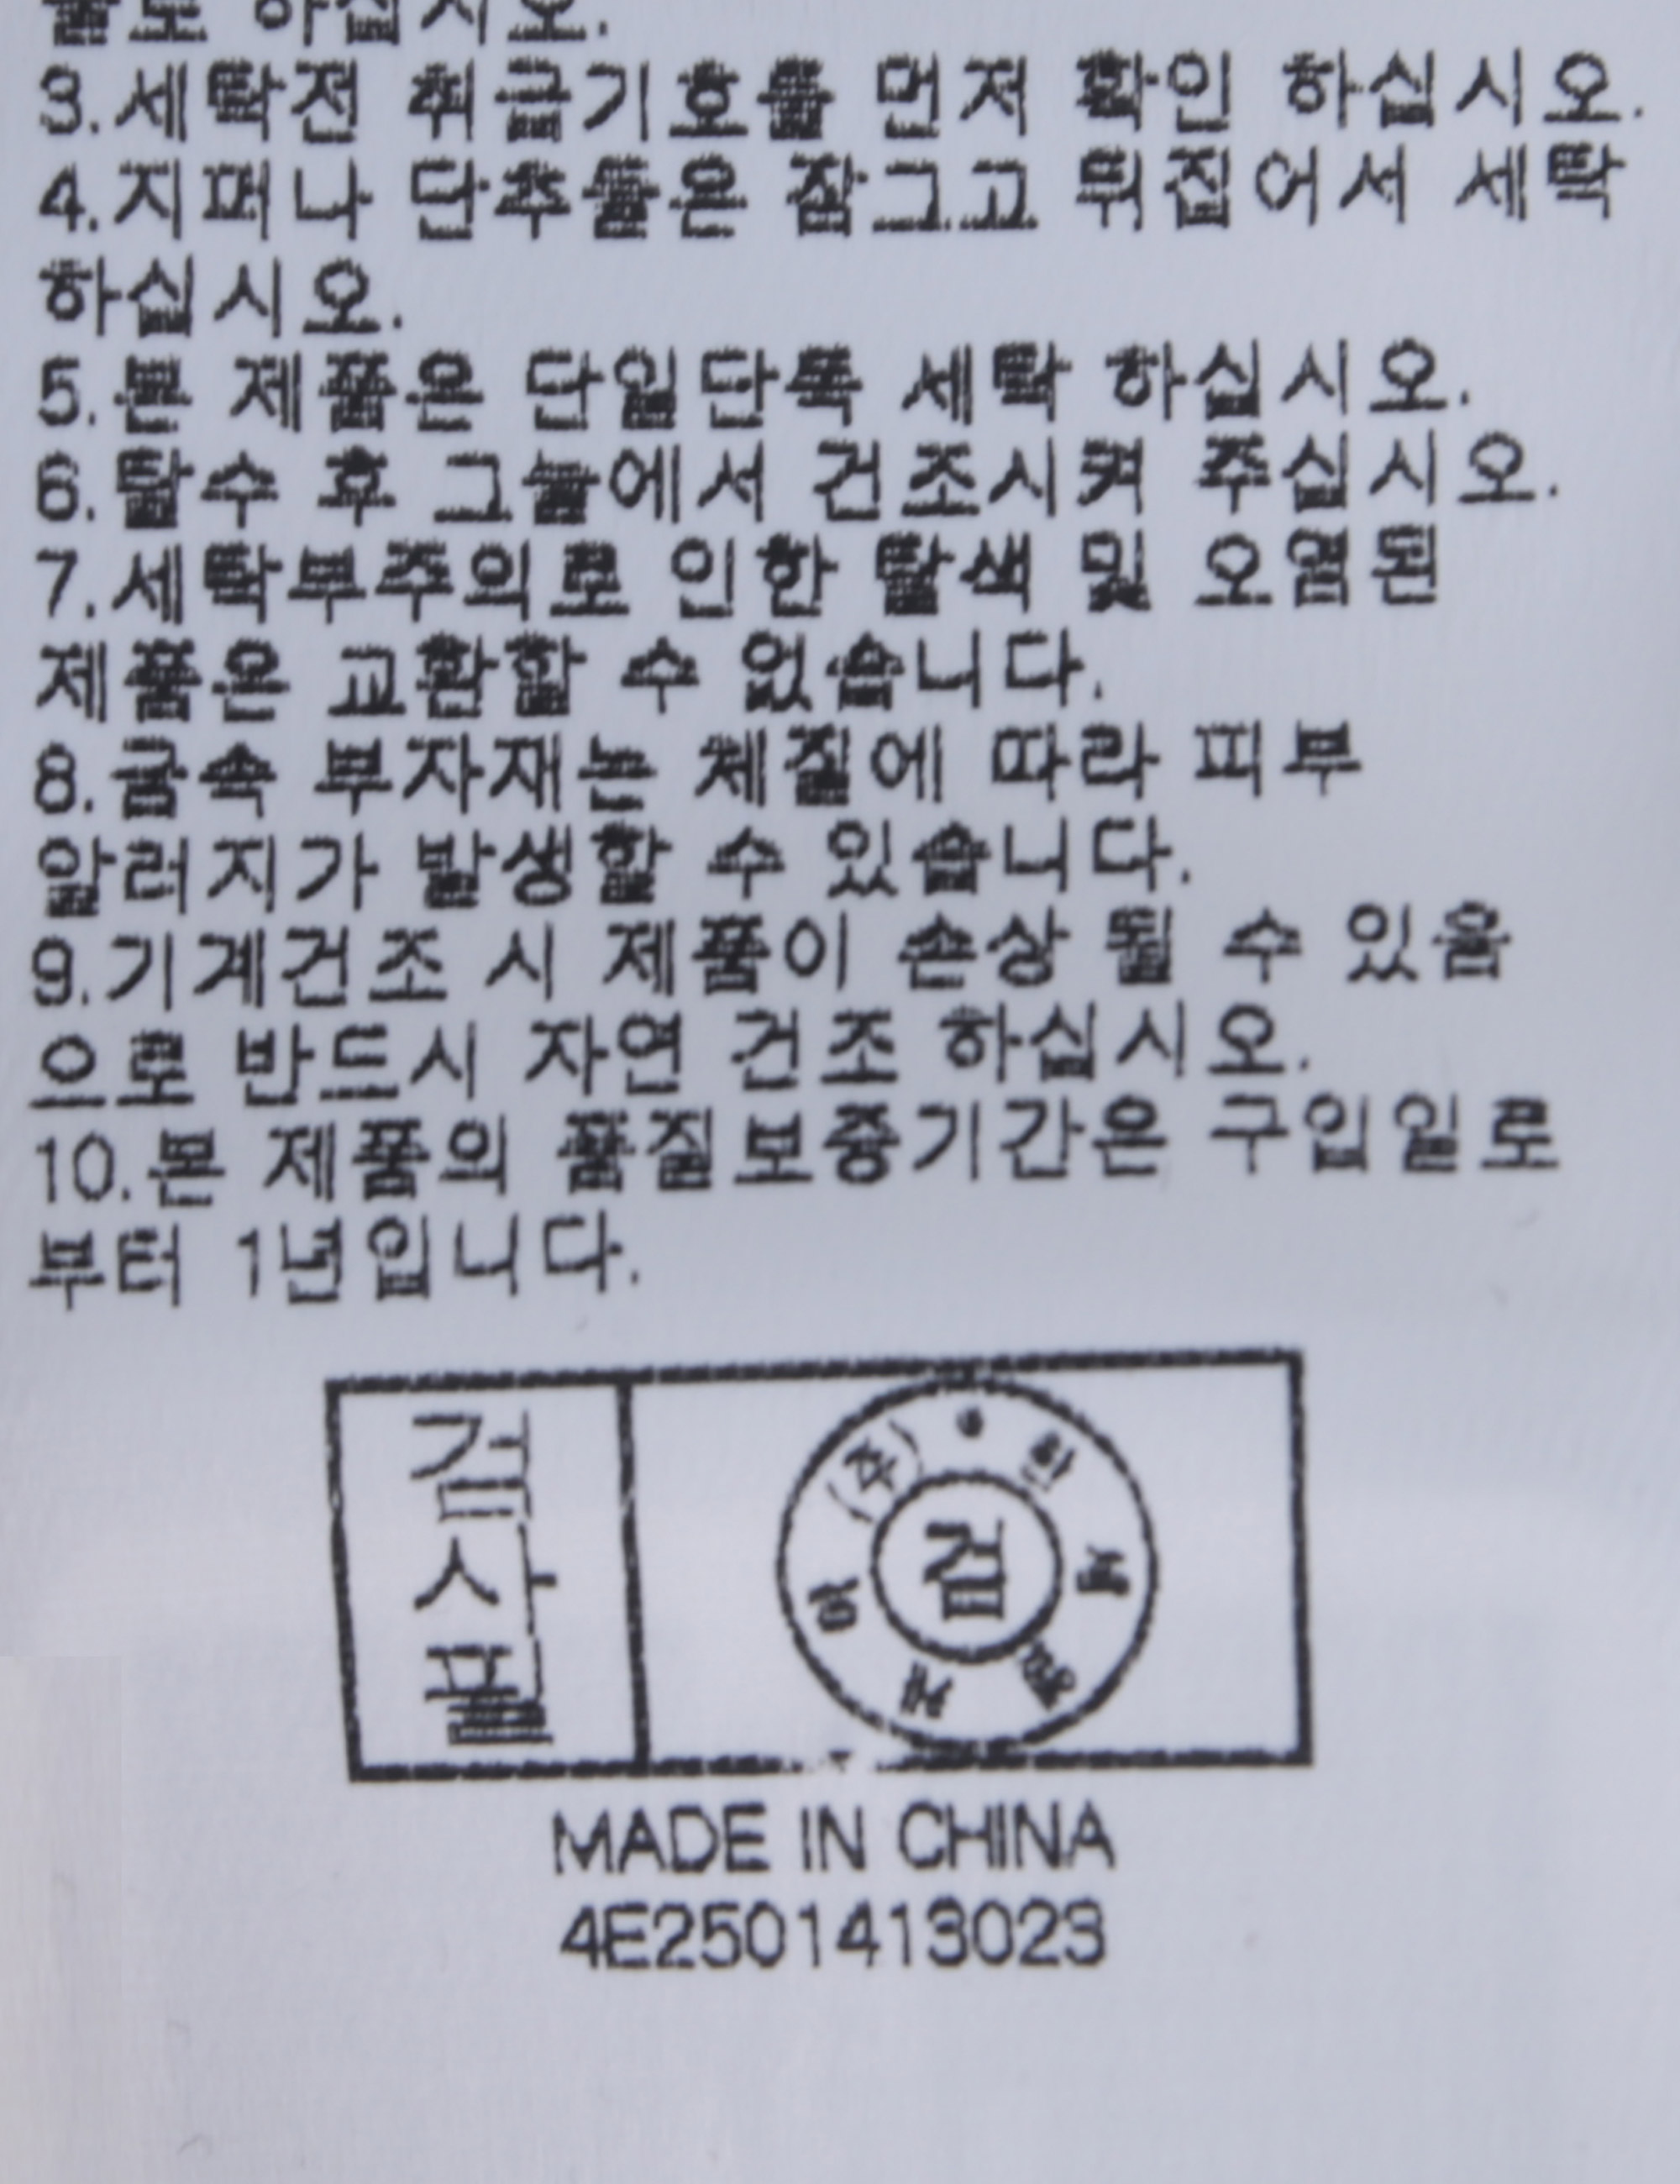 하십시오.
3.세탁전 취급기호를 먼저 확인 하십시오.
4.지퍼나 단추들은 잠그고 뒤집어서 세탁
하십시오.
5.본 제품은 단일단독 세탁 하십시오.
6.탈수 후 그늘에서 건조시켜 주십시오.
7.세탁부주의로 인한 탈색 및 오염된
제품은 교환할 수 없습니다.
8.금속 부자재는 체질에 따라 피부
알러지가 발생할 수 있습니다.
9.기계건조 시 제품이 손상 될 수 있음
으로 반드시 자연 건조 하십시오.
10.본 제품의 품질보증기간은 구입일로
부터 1년입니다.
검사필
(주)
검
MADE IN CHINA
4E2501413023